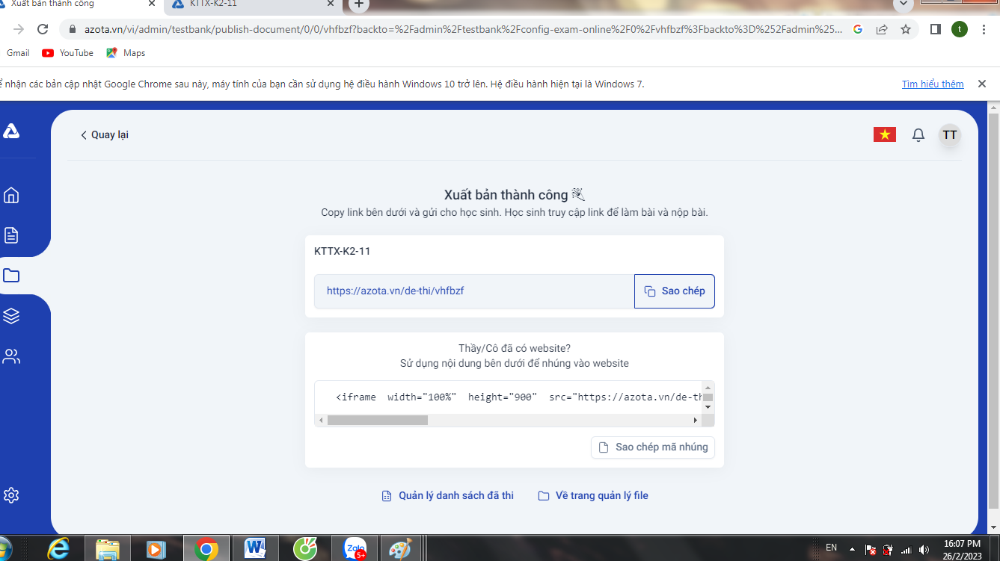 Xuất bản thành công
KTTX-K2-11
azota.vn/vi/admin/testbank/publish-document/0/0/vhfbzf?backto=%2Fadmin%2Ftestbank%2Fconfig-exam-online%2F0%2Fvhfbzf%3Fbackto%3D%252Fadmin%25...
t
Gmail YouTube Maps
ể nhận các bản cập nhật Google Chrome sau này, máy tính của bạn cần sử dụng hệ điều hành Windows 10 trở lên. Hệ điều hành hiện tại là Windows 7.
Tìm hiểu thêm
Quay lại
TT
Xuất bản thành công
Copy link bên dưới và gửi cho học sinh. Học sinh truy cập link để làm bài và nộp bài.
KTTX-K2-11
https://azota.vn/de-thi/vhfbzf
Sao chép
Thầy/Cô đã có website?
Sử dụng nội dung bên dưới để nhúng vào website
<iframe width="100%" height="900" src="https://azota.vn/de-th
Sao chép mã nhúng
Quản lý danh sách đã thi
Về trang quản lý file
Zalo
5+
EN
16:07 PM
26/2/2023